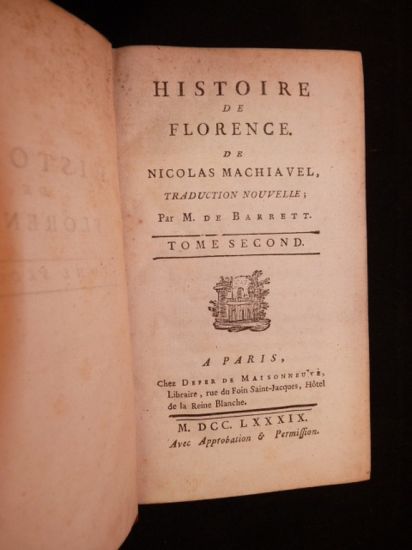 HISTOIRE
DE
FLORENCE.
DE
NICOLAS MACHIAVEL,
TRADUCTION NOUVELLE;
Par M. DE BARRETT.
TOME SECOND.
A PARIS,
Chez DEFER DE MAISONNEUVE,
Libraire, rue du Foin Saint-Jacques, Hôtel
de la Reine Blanche.
M. DCC. LXXXIX.
Avec Approbation & Permission.